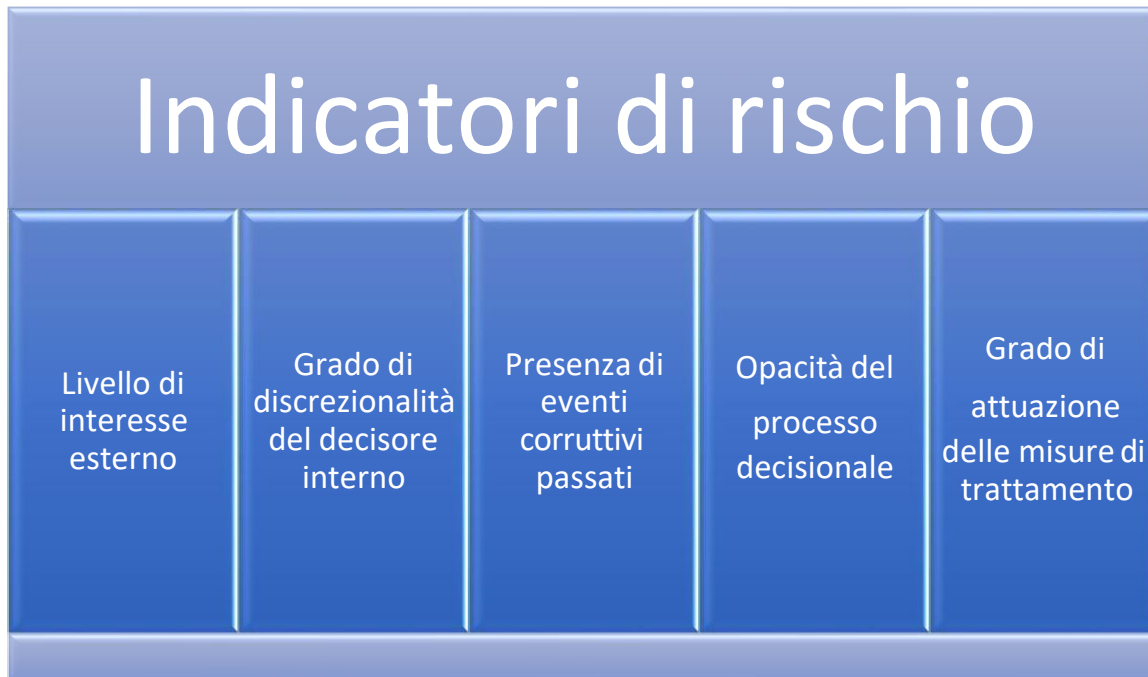 Indicatori di rischio
Livello di
interesse
esterno
Grado di
discrezionalità
del decisore
interno
Presenza di
eventi
corruttivi
passati
Opacità del
processo
decisionale
Grado di
attuazione
delle misure di
trattamento